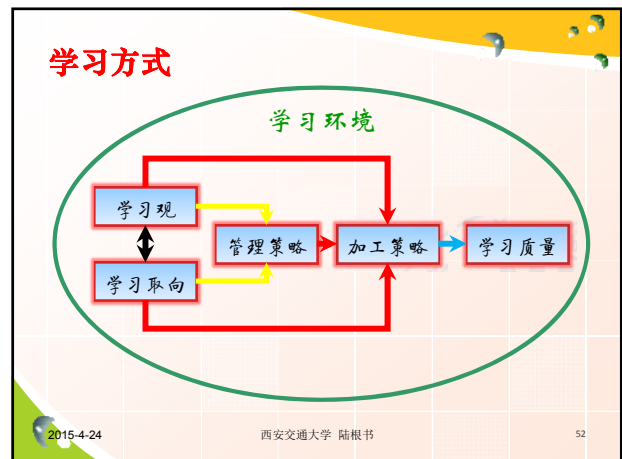 学习方式
学习环境
学习观
管理策略
加工策略
学习质量
学习取向
2015-4-24
西安交通大学 陆根书
52